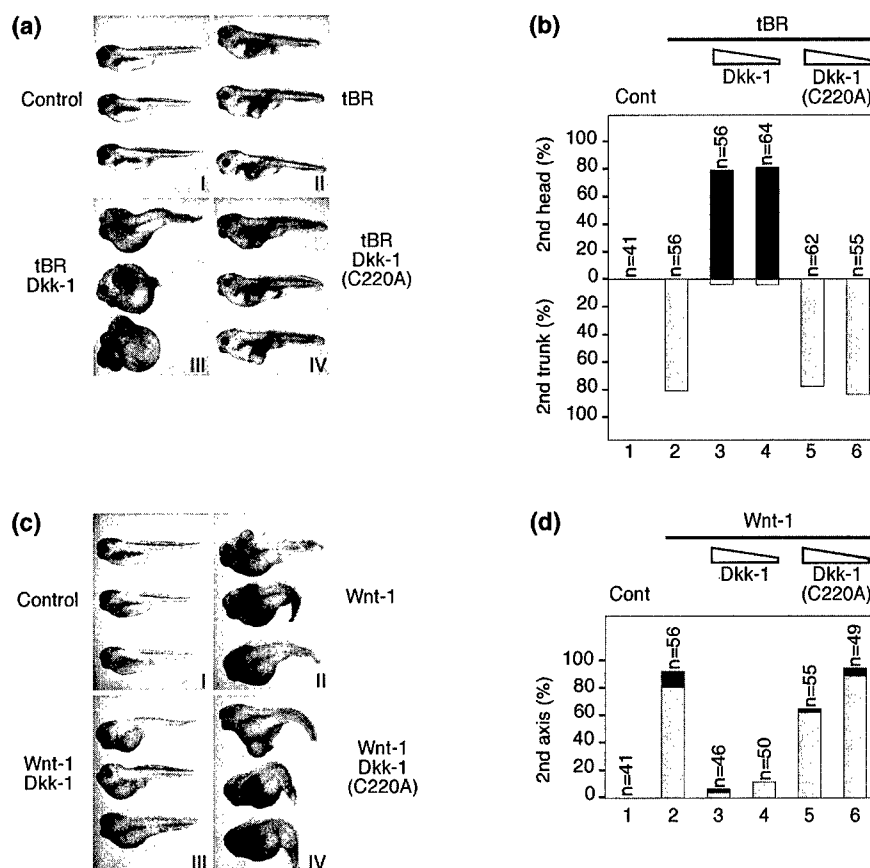 (a)
Control
I
II
tBR
tBR
Dkk-1
III
IV
tBR
Dkk-1
(C220A)
(b)
tBR
Dkk-1
Dkk-1
(C220A)
Cont
2nd head (%)
100
80
60
40
20
0
2nd trunk (%)
20
40
60
80
100
n=41
n=56
n=56
n=64
n=62
n=55
1 2 3 4 5 6
(c)
Control
I
II
Wnt-1
Wnt-1
Dkk-1
III
IV
Wnt-1
Dkk-1
(C220A)
(d)
Wnt-1
Dkk-1
Dkk-1
(C220A)
Cont
2nd axis (%)
100
80
60
40
20
0
n=41
n=56
n=46
n=50
n=55
n=49
1 2 3 4 5 6